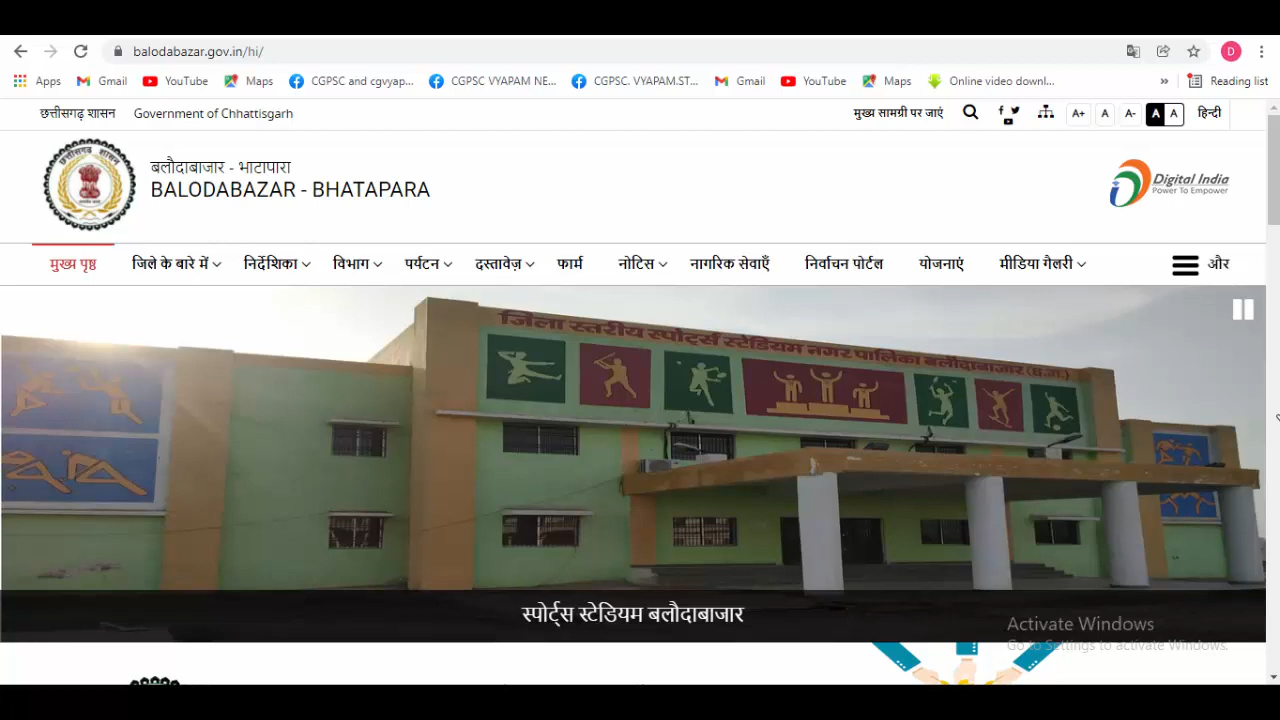 balodabazar.gov.in/hi/
D
Apps
Gmail
YouTube
Maps
CGPSC and cgvyap...
CGPSC VYAPAM NE...
CGPSC. VYAPAM.ST...
Gmail
YouTube
Maps
Online video downl...
»
Reading list
छत्तीसगढ़ शासन
Government of Chhattisgarh
मुख्य सामग्री पर जाएं
A+
A
A-
A
A
हिन्दी
छत्तीसगढ़ शासन
बलौदाबाजार - भाटापारा
BALODABAZAR - BHATAPARA
Digital India
Power To Empower
मुख्य पृष्ठ
जिले के बारे में
निर्देशिका
विभाग
पर्यटन
दस्तावेज़
फार्म
नोटिस
नागरिक सेवाएँ
निर्वाचन पोर्टल
योजनाएं
मीडिया गैलरी
और
जिला स्तरीय स्पोर्ट्स स्टेडियम नगर पालिका बलौदाबाजार (छ.ग.)
स्पोर्ट्स स्टेडियम बलौदाबाजार
Activate Windows
Go to Settings to activate Windows.